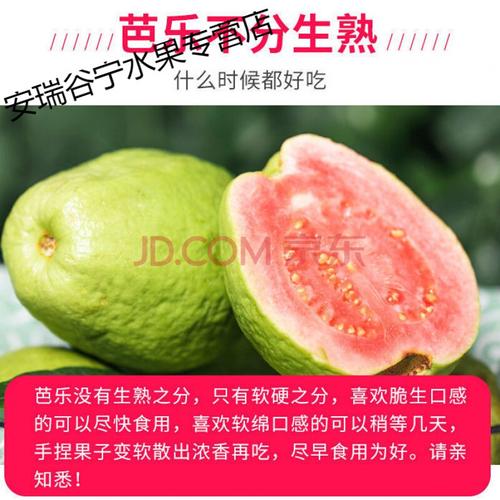 芭乐不分生熟
安瑞谷宁水果专营店
什么时候都好吃
JD.COM 京东
芭乐没有生熟之分，只有软硬之分，喜欢脆生口感
的可以尽快食用，喜欢软绵口感的可以稍等几天，
手捏果子变软散出浓香再吃，尽早食用为好。请亲
知悉！